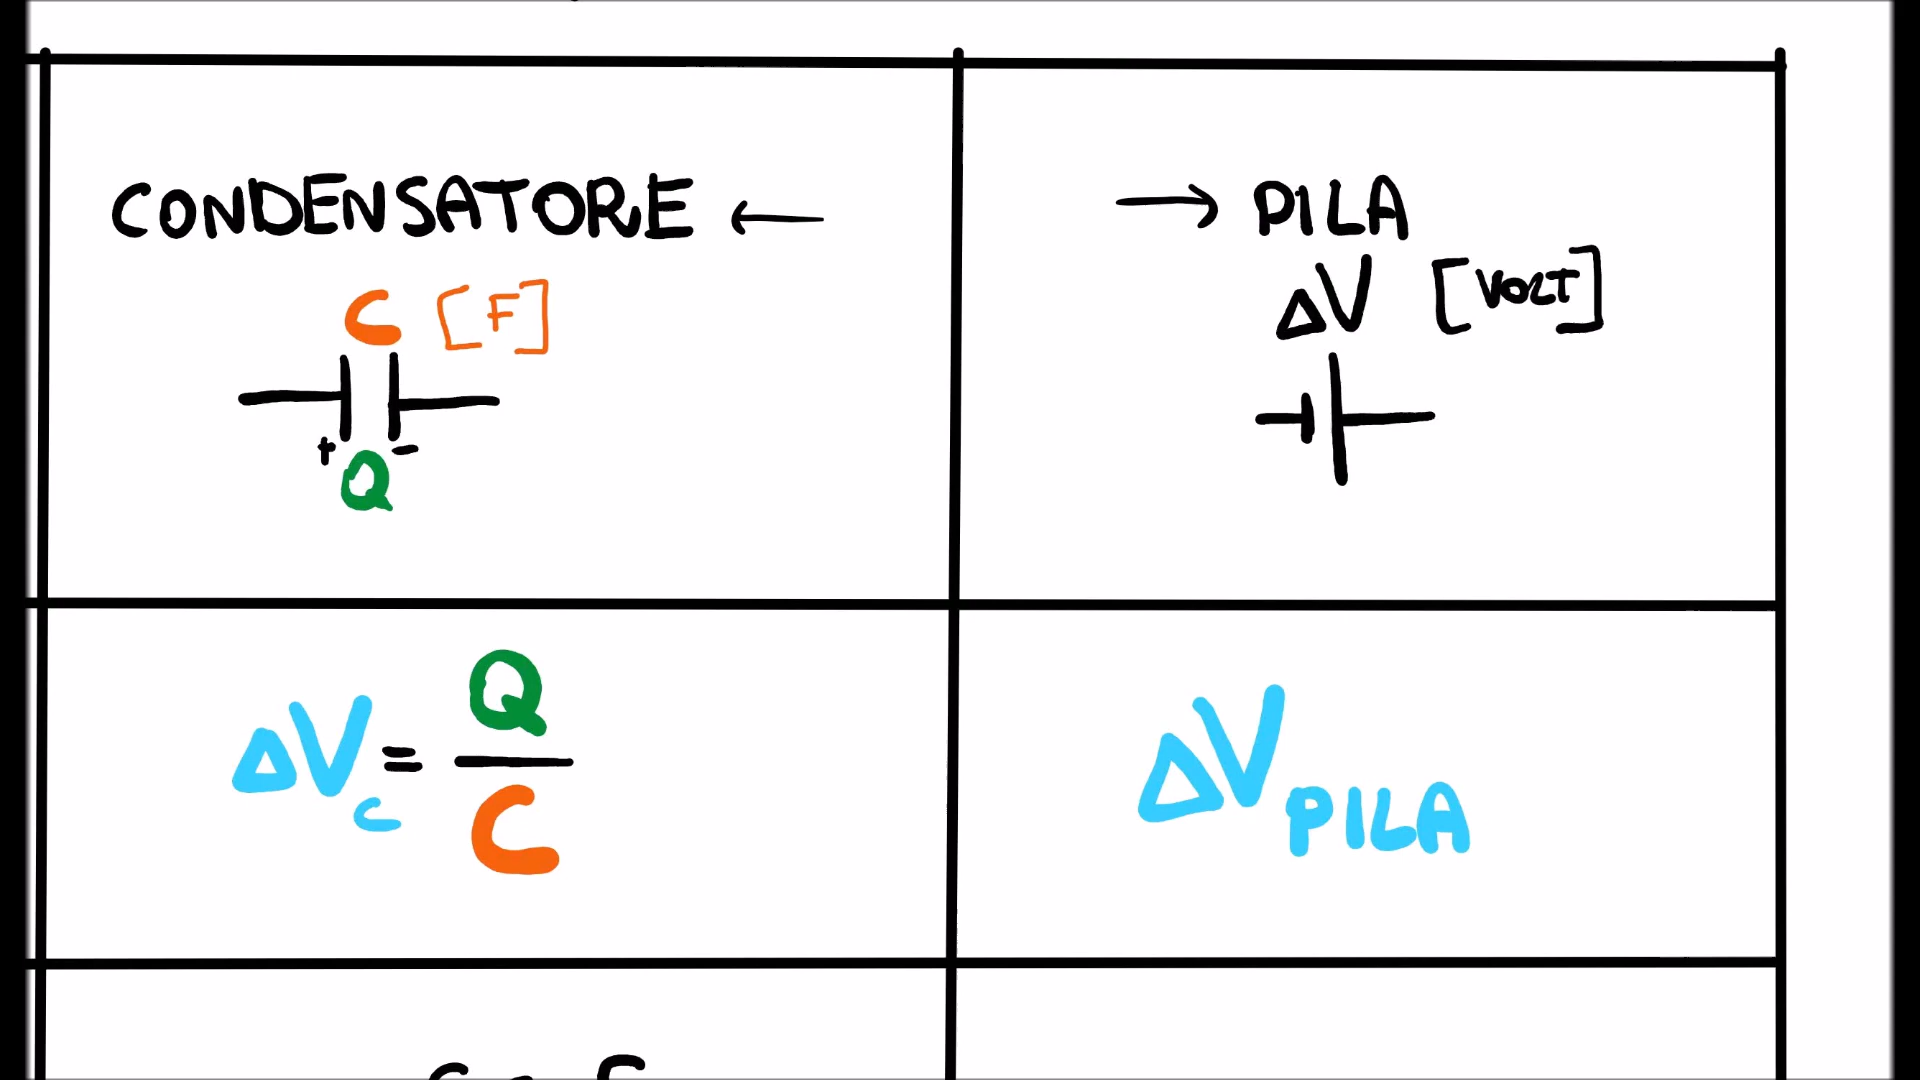 CONDENSATORE ←
C [F]
+ -
Q
→ PILA
ΔV [VOLT]
ΔVc = Q/C
ΔV PILA